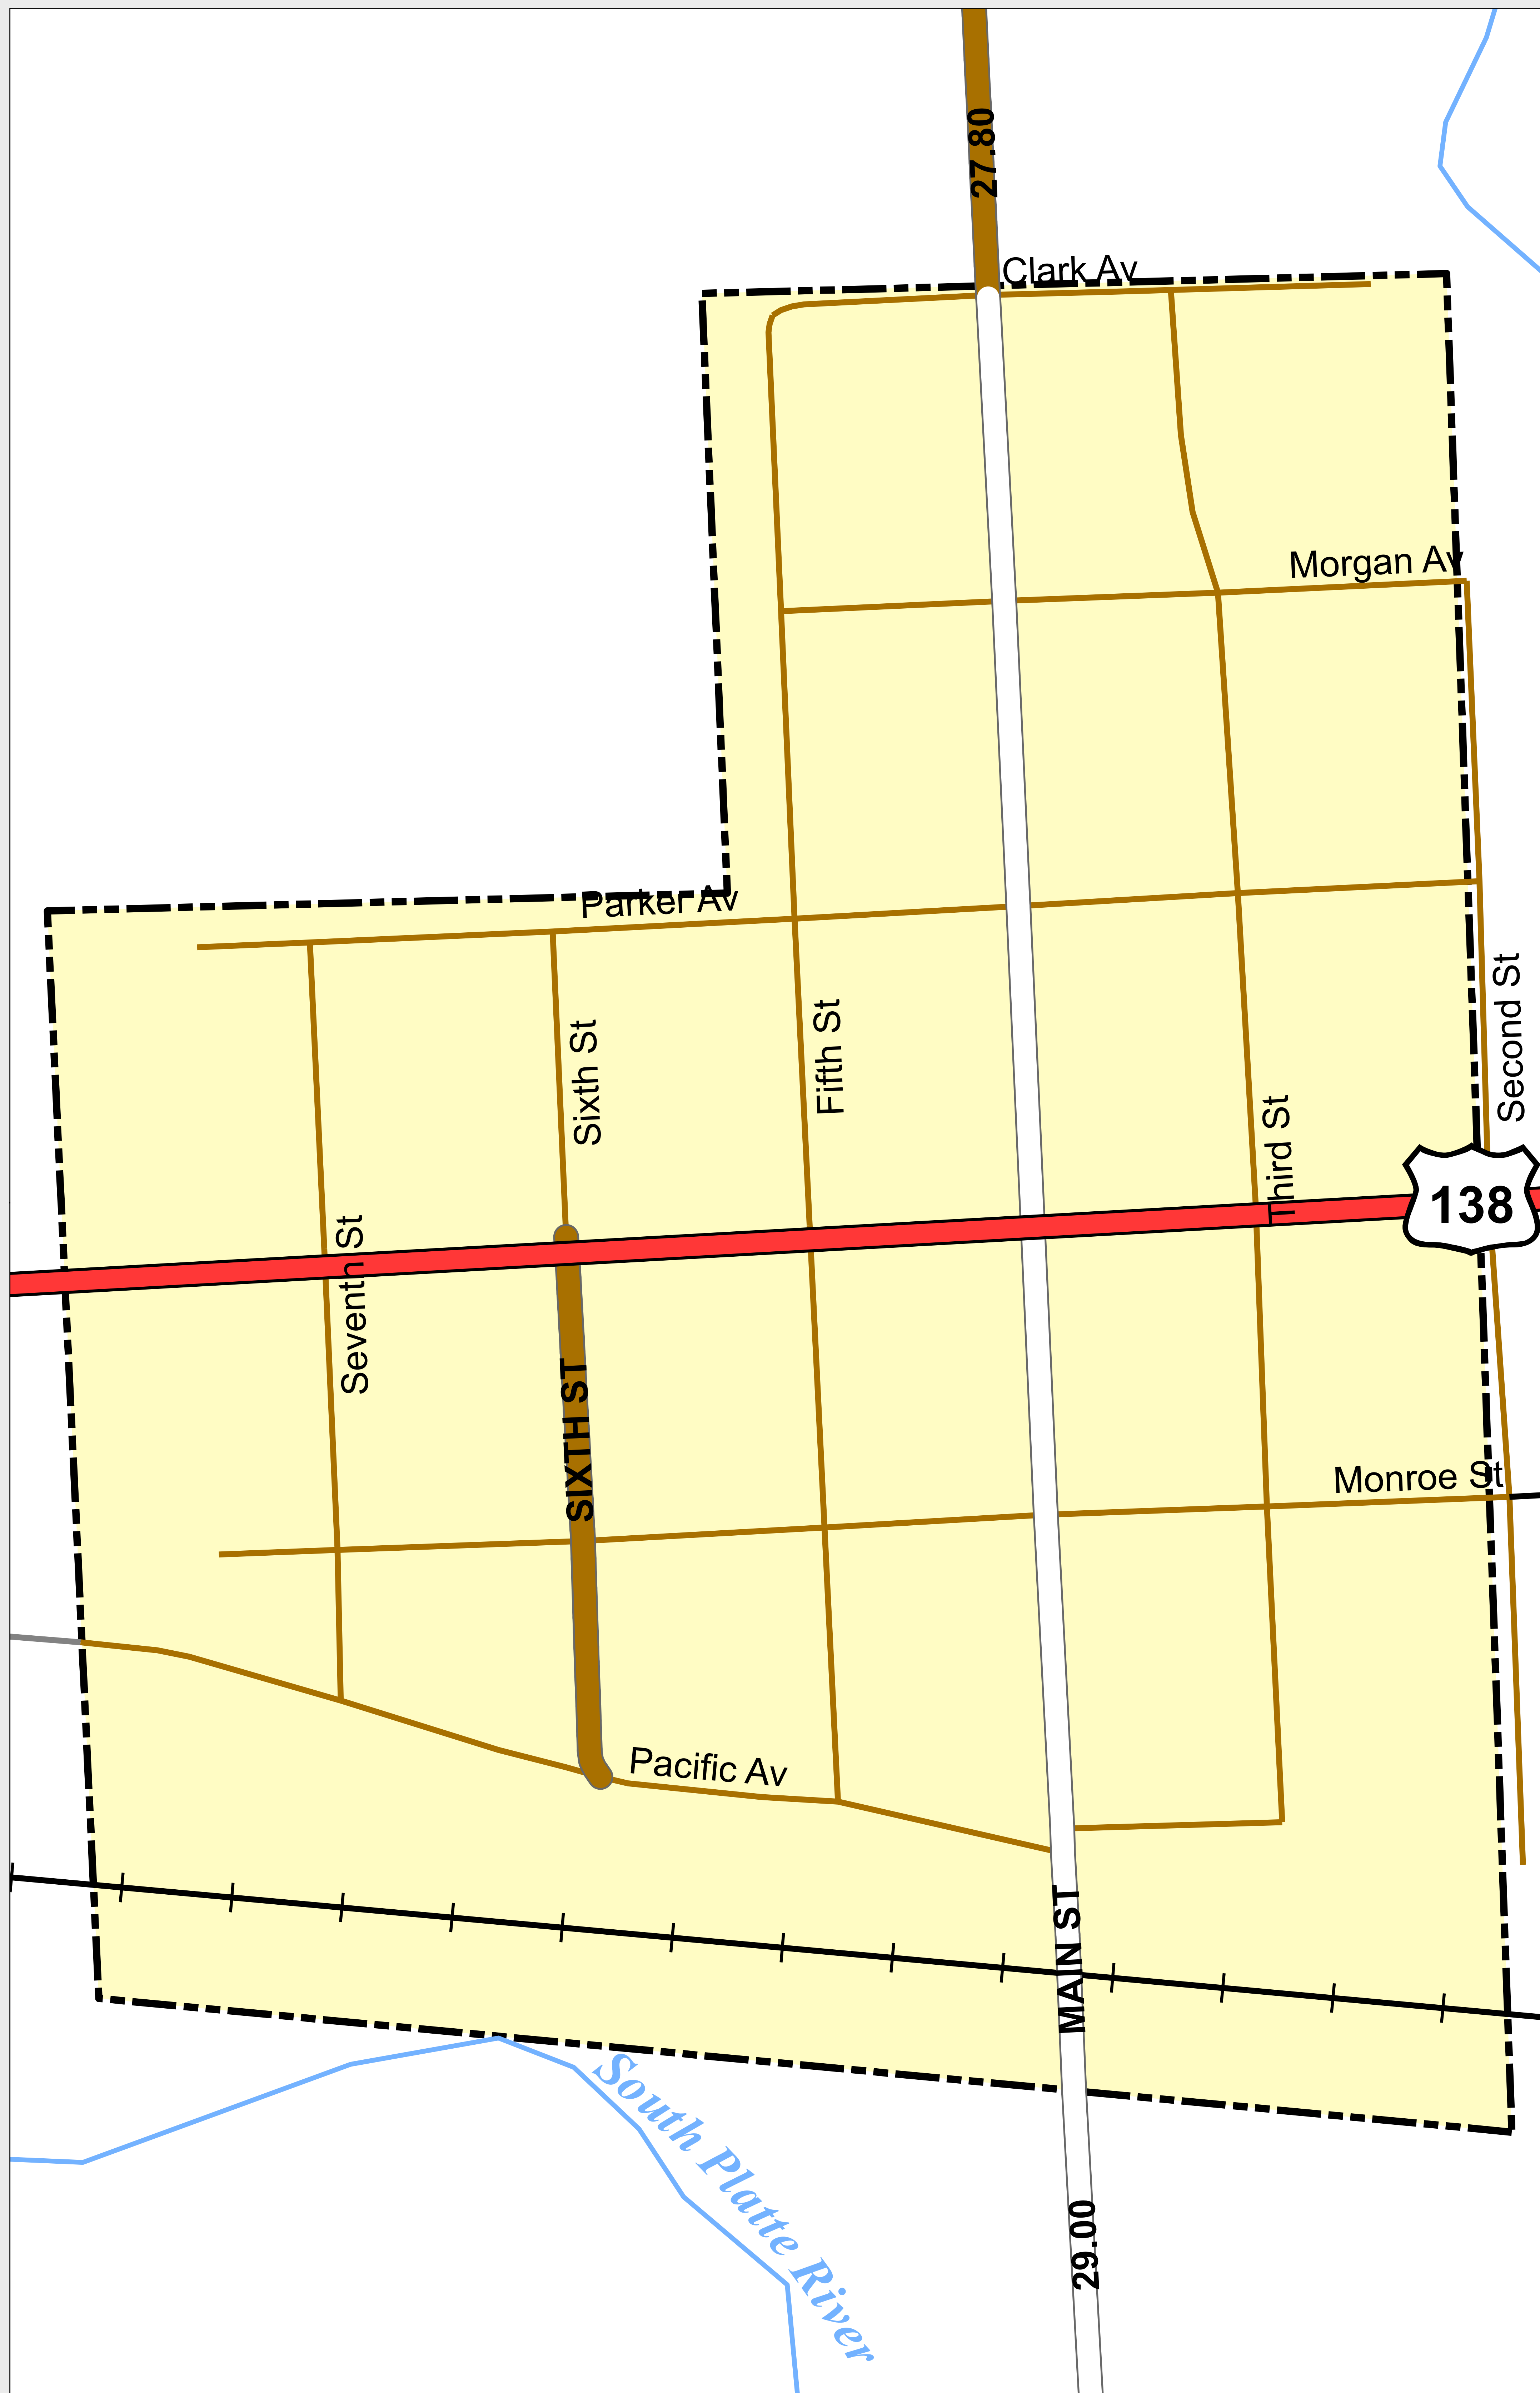 27.80
Clark Av
Morgan Av
Parker Av
Second St
Fifth St
Sixth St
Third St
138
Seventh St
SIXTH ST
Monroe St
Pacific Av
MAIN ST
South Platte River
29.00